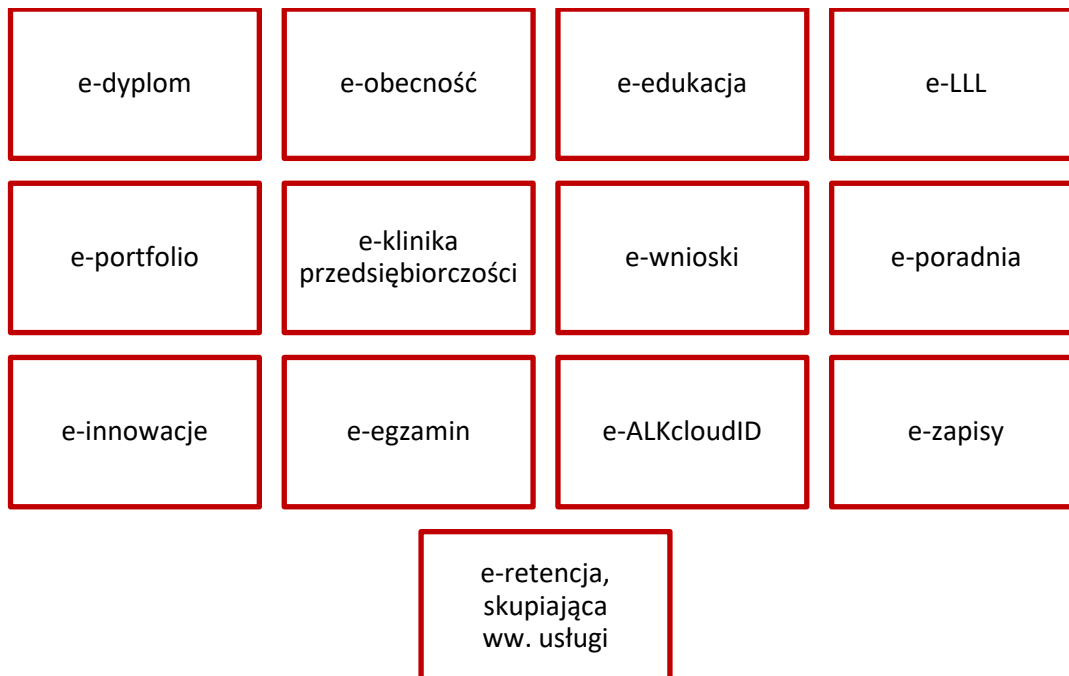 e-dyplom
e-obecność
e-edukacja
e-LLL
e-portfolio
e-klinika
przedsiębiorczości
e-wnioski
e-poradnia
e-innowacje
e-egzamin
e-ALKcloudID
e-zapisy
e-retencja,
skupiająca
ww. usługi